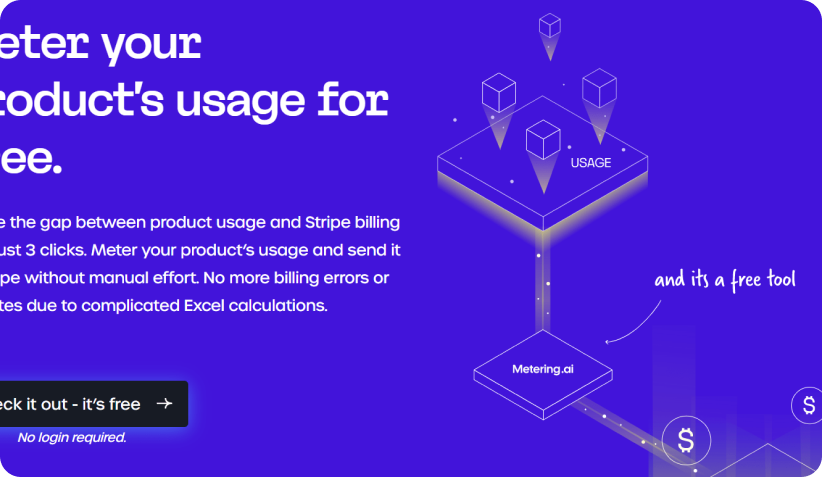 eter your
roduct's usage for
ee.
e the gap between product usage and Stripe billing
ust 3 clicks. Meter your product's usage and send it
pe without manual effort. No more billing errors or
tes due to complicated Excel calculations.
eck it out - it's free →
No login required.
USAGE
and its a free tool
Metering.ai
$
$